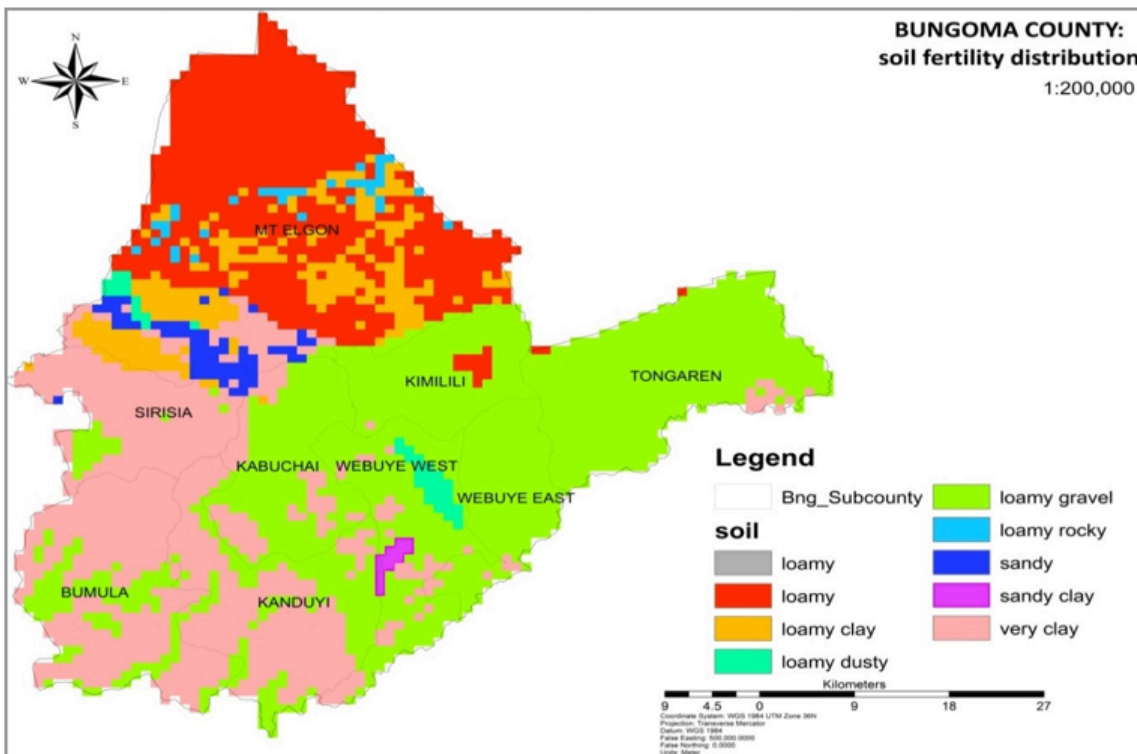 BUNGOMA COUNTY:
soil fertility distribution
1:200,000
N
W E
S
MT ELGON
KIMILILI
TONGAREN
SIRISIA
KABUCHAI
WEBUYE WEST
WEBUYE EAST
BUMULA
KANDUYI
Legend
Bng_Subcounty
soil
loamy
loamy
loamy clay
loamy dusty
loamy gravel
loamy rocky
sandy
sandy clay
very clay
Kilometers
9 4.5 0 9 18 27
Coordinate System: WGS 1984 UTM Zone 36N
Projection: Transverse Mercator
Datum: WGS 1984
False Easting: 500,000.0000
False Northing: 0.0000
Units: Meter